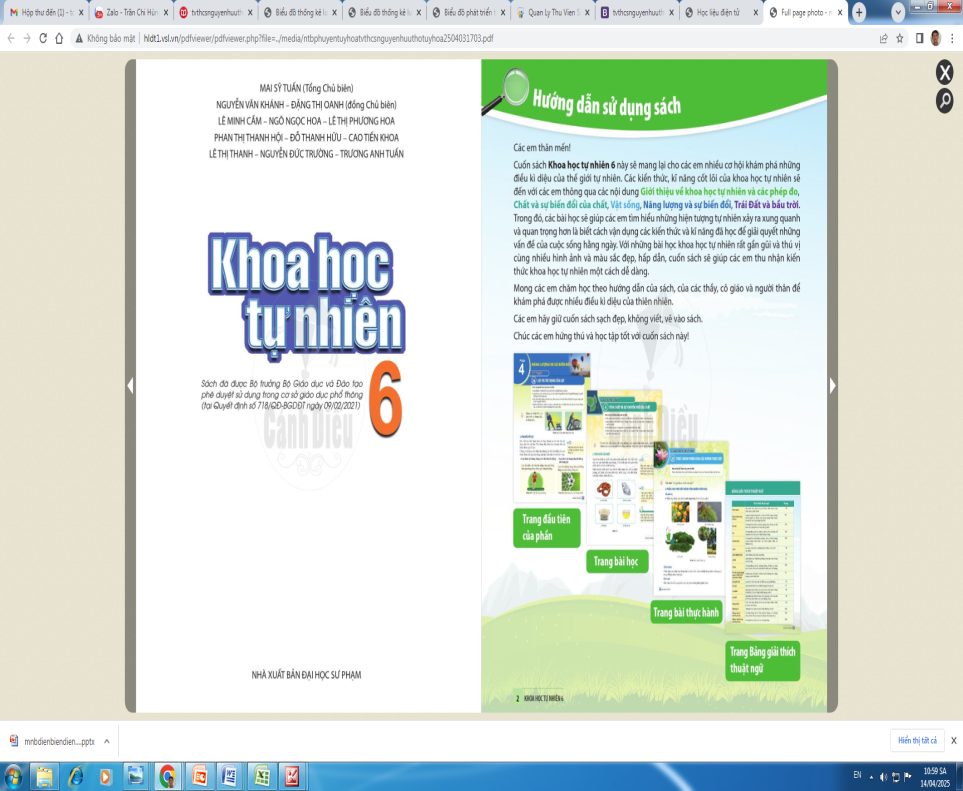 Hộp thư đến (1) - t
Zalo - Trần Chi Hùn
tvthcsnguyenhuuth
Biểu đồ thống kê lư
Biểu đồ thống kê lư
Biểu đồ phát triển t
Quan Ly Thu Vien S
tvthcsnguyenhuuth
Học liệu điện tử
Full page photo - m
Không bảo mật | hldt1.vsl.vn/pdfviewer/pdfviewer.php?file=../media/ntbphuyentuyhoatvthcsnguyenhuuthotuyhoa2504031703.pdf
MAI SỸ TUẤN (Tổng Chủ biên)
NGUYỄN VĂN KHÁNH – ĐẶNG THỊ OANH (đồng Chủ biên)
LÊ MINH CẦM – NGÔ NGỌC HOA – LÊ THỊ PHƯƠNG HOA
PHAN THỊ THANH HỘI – ĐỖ THANH HỮU – CAO TIẾN KHOA
LÊ THỊ THANH – NGUYỄN ĐỨC TRƯỜNG – TRƯƠNG ANH TUẤN
Khoa học
tự nhiên
6
Sách đã được Bộ trưởng Bộ Giáo dục và Đào tạo
phê duyệt sử dụng trong cơ sở giáo dục phổ thông
(tại Quyết định số 718/QĐ-BGDĐT ngày 09/02/2021)
Cánh Diều
NHÀ XUẤT BẢN ĐẠI HỌC SƯ PHẠM
Hướng dẫn sử dụng sách
Các em thân mến!
Cuốn sách Khoa học tự nhiên 6 này sẽ mang lại cho các em nhiều cơ hội khám phá những
điều kì diệu của thế giới tự nhiên. Các kiến thức, kĩ năng cốt lõi của khoa học tự nhiên sẽ
đến với các em thông qua các nội dung Giới thiệu về khoa học tự nhiên và các phép đo,
Chất và sự biến đổi của chất, Vật sống, Năng lượng và sự biến đổi, Trái Đất và bầu trời.
Trong đó, các bài học sẽ giúp các em tìm hiểu những hiện tượng tự nhiên xảy ra xung quanh
và quan trọng hơn là biết cách vận dụng các kiến thức và kĩ năng đã học để giải quyết những
vấn đề của cuộc sống hằng ngày. Với những bài học khoa học tự nhiên rất gần gũi và thú vị
cùng nhiều hình ảnh và màu sắc đẹp, hấp dẫn, cuốn sách sẽ giúp các em thu nhận kiến
thức khoa học tự nhiên một cách dễ dàng.
Mong các em chăm học theo hướng dẫn của sách, của các thầy, cô giáo và người thân để
khám phá được nhiều điều kì diệu của thiên nhiên.
Các em hãy giữ cuốn sách sạch đẹp, không viết, vẽ vào sách.
Chúc các em hứng thú và học tập tốt với cuốn sách này!
4
Cánh Diều
Trang đầu tiên
của phần
Trang bài học
Trang bài thực hành
Trang Bảng giải thích
thuật ngữ
2 KHOA HỌC TỰ NHIÊN 6
mnbdienbiendien....pptx
Hiển thị tất cả
EN
10:59 SA
14/04/2025